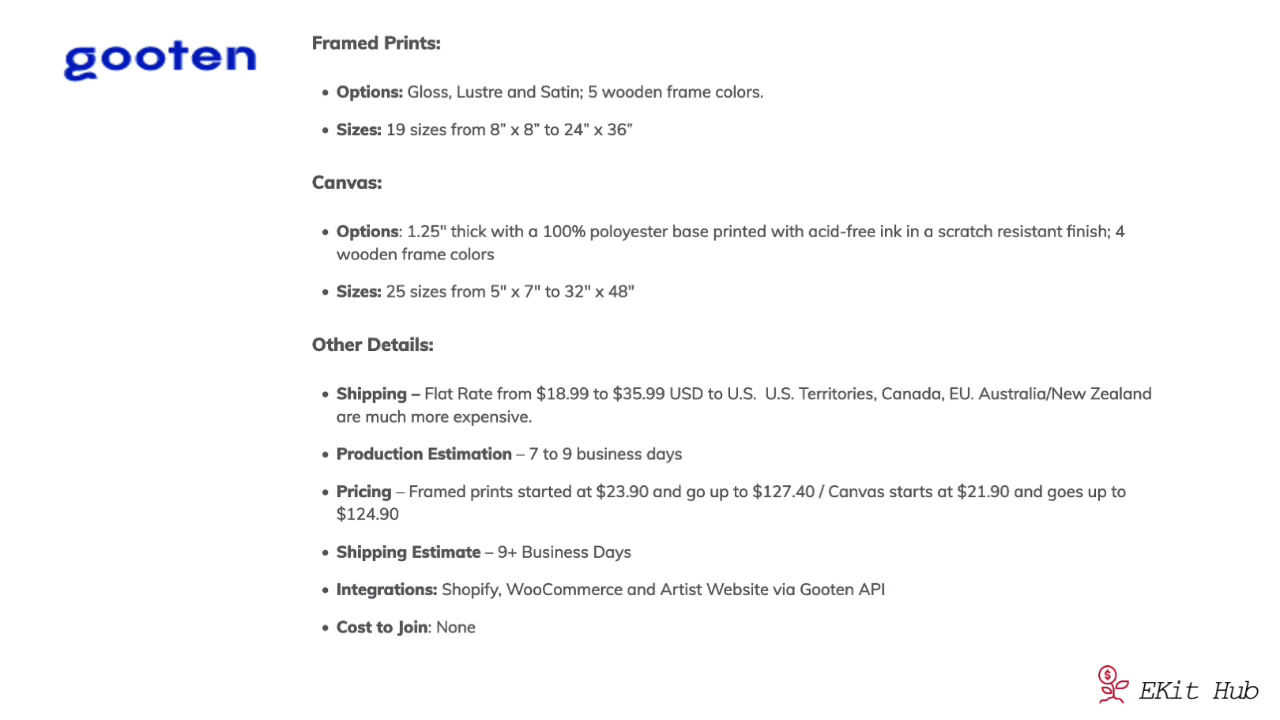 gooten
Framed Prints:
• Options: Gloss, Lustre and Satin; 5 wooden frame colors.
• Sizes: 19 sizes from 8” x 8” to 24” x 36”
Canvas:
• Options: 1.25" thick with a 100% poloyester base printed with acid-free ink in a scratch resistant finish; 4
wooden frame colors
• Sizes: 25 sizes from 5" x 7" to 32" x 48"
Other Details:
• Shipping – Flat Rate from $18.99 to $35.99 USD to U.S.  U.S. Territories, Canada, EU. Australia/New Zealand
are much more expensive.
• Production Estimation – 7 to 9 business days
• Pricing – Framed prints started at $23.90 and go up to $127.40 / Canvas starts at $21.90 and goes up to
$124.90
• Shipping Estimate – 9+ Business Days
• Integrations: Shopify, WooCommerce and Artist Website via Gooten API
• Cost to Join: None
$
EKit Hub